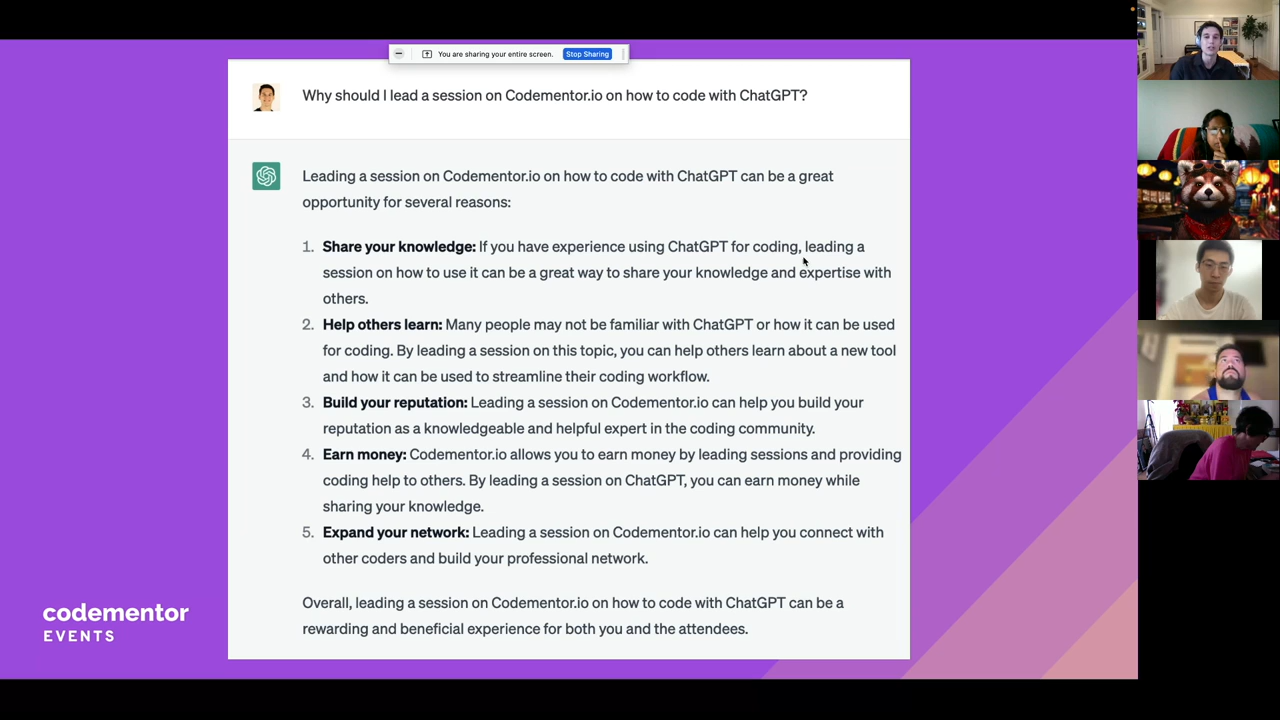 You are sharing your entire screen.
Stop Sharing
Why should I lead a session on Codementor.io on how to code with ChatGPT?
Leading a session on Codementor.io on how to code with ChatGPT can be a great
opportunity for several reasons:
1. Share your knowledge: If you have experience using ChatGPT for coding, leading a
session on how to use it can be a great way to share your knowledge and expertise with
others.
2. Help others learn: Many people may not be familiar with ChatGPT or how it can be used
for coding. By leading a session on this topic, you can help others learn about a new tool
and how it can be used to streamline their coding workflow.
3. Build your reputation: Leading a session on Codementor.io can help you build your
reputation as a knowledgeable and helpful expert in the coding community.
4. Earn money: Codementor.io allows you to earn money by leading sessions and providing
coding help to others. By leading a session on ChatGPT, you can earn money while
sharing your knowledge.
5. Expand your network: Leading a session on Codementor.io can help you connect with
other coders and build your professional network.
Overall, leading a session on Codementor.io on how to code with ChatGPT can be a
rewarding and beneficial experience for both you and the attendees.
codementor
EVENTS